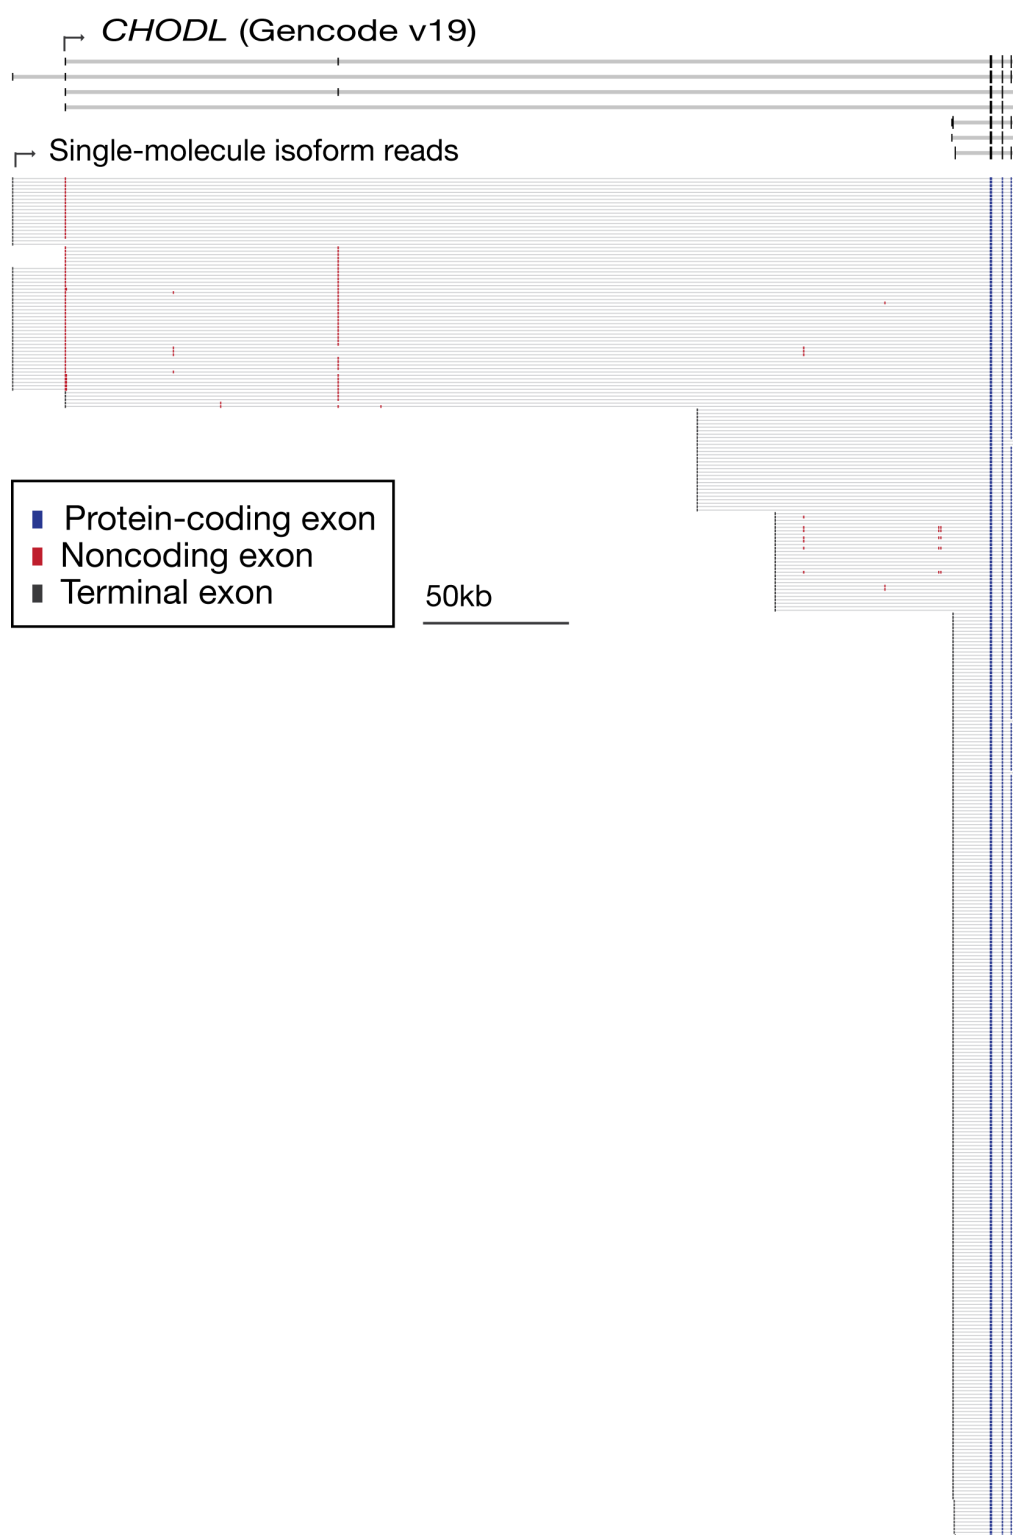 CHODL (Gencode v19)
Single-molecule isoform reads
Protein-coding exon
Noncoding exon
Terminal exon
50kb